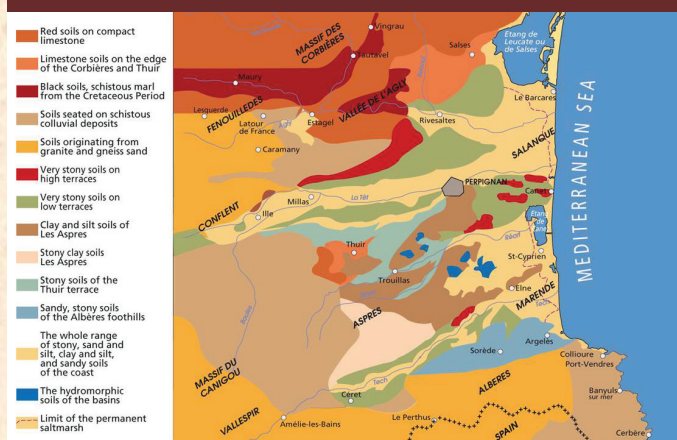 Red soils on compact
limestone
Limestone soils on the edge
of the Corbières and Thuir
Black soils, schistous marl
from the Cretaceous Period
Soils seated on schistous
colluvial deposits
Soils originating from
granite and gneiss sand
Very stony soils on
high terraces
Very stony soils on
low terraces
Clay and silt soils of
Les Aspres
Stony clay soils
Les Aspres
Stony soils of the
Thuir terrace
Sandy, stony soils
of the Albères foothills
The whole range
of stony, sand and
silt, clay and silt,
and sandy soils
of the coast
The hydromorphic
soils of the basins
Limit of the permanent
saltmarsh
MASSIF DES
CORBIÈRES
Vingrau
Tautavel
Salses
Etang de
Leucate ou
de Salses
Maury
Le Barcares
Lesquerde
FENOUILLEDES
Latour
de France
Agly
Estagel
VALLÉE DE L'AGLY
Rivesaltes
SALANQUE
Caramany
MEDITERRANEAN SEA
CONFLENT
Ille
Millas
La Têt
PERPIGNAN
Canet
Etang
de
Thuir
Réart
St-Cyprien
Trouillas
Elne
MARENDE
Tech
ASPRES
MASSIF DU
CANIGOU
Argelès
Sorède
Collioure
Port-Vendres
ALBÈRES
Banyuls
sur mer
Tech
Céret
VALLESPIR
Amélie-les-Bains
Le Perthus
SPAIN
Cerbère